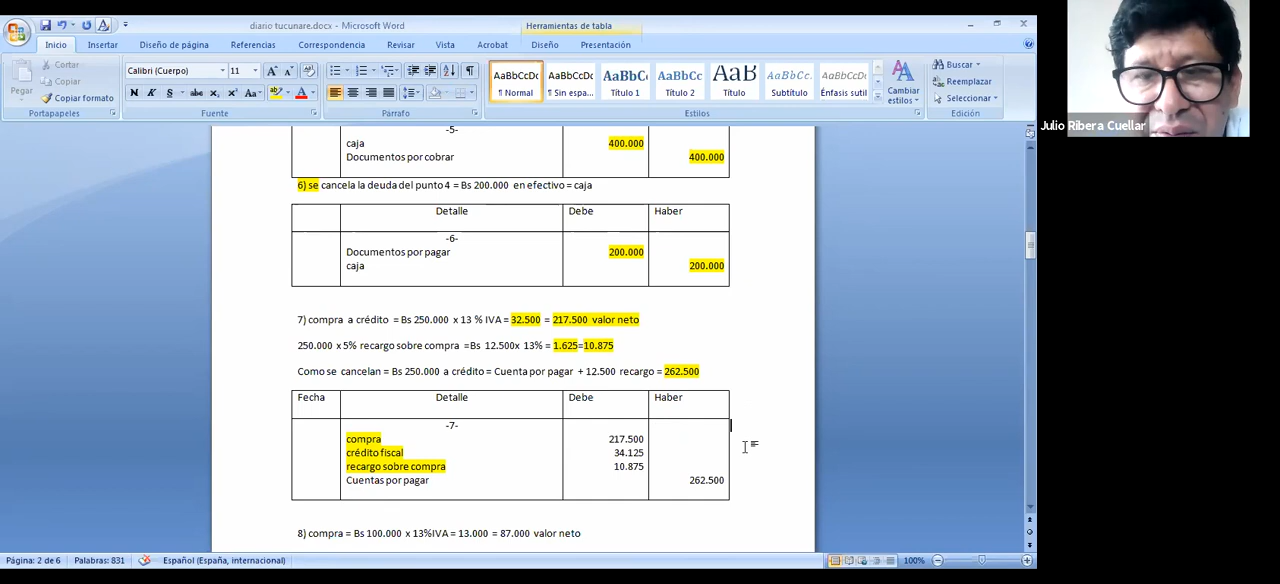 diario tucunare.docx - Microsoft Word
Herramientas de tabla
Inicio Insertar Diseño de página Referencias Correspondencia Revisar Vista Acrobat Diseño Presentación
Pegar
Cortar
Copiar
Copiar formato
Portapapeles
Calibri (Cuerpo) 11
N K S abc x₂ x² Aa A
Fuente
Párrafo
AaBbCcDc AaBbCcDc AaBbC AaBbCc AaB AaBbCc. AaBbCcDc
¶ Normal ¶ Sin espa... Título 1 Título 2 Título Subtítulo Énfasis sutil
Cambiar estilos
Estilos
Buscar
Reemplazar
Seleccionar
Edición
Julio Ribera Cuellar
-5-
caja 400.000
Documentos por cobrar 400.000
6) se cancela la deuda del punto 4 = Bs 200.000 en efectivo = caja
Detalle Debe Haber
-6-
Documentos por pagar 200.000
caja 200.000
7) compra a crédito = Bs 250.000 x 13 % IVA = 32.500 = 217.500 valor neto
250.000 x 5% recargo sobre compra =Bs 12.500x 13% = 1.625=10.875
Como se cancelan = Bs 250.000 a crédito = Cuenta por pagar + 12.500 recargo = 262.500
Fecha Detalle Debe Haber
-7-
compra 217.500
crédito fiscal 34.125
recargo sobre compra 10.875
Cuentas por pagar 262.500
8) compra = Bs 100.000 x 13%IVA = 13.000 = 87.000 valor neto
Página: 2 de 6 Palabras: 831 Español (España, internacional) 100%